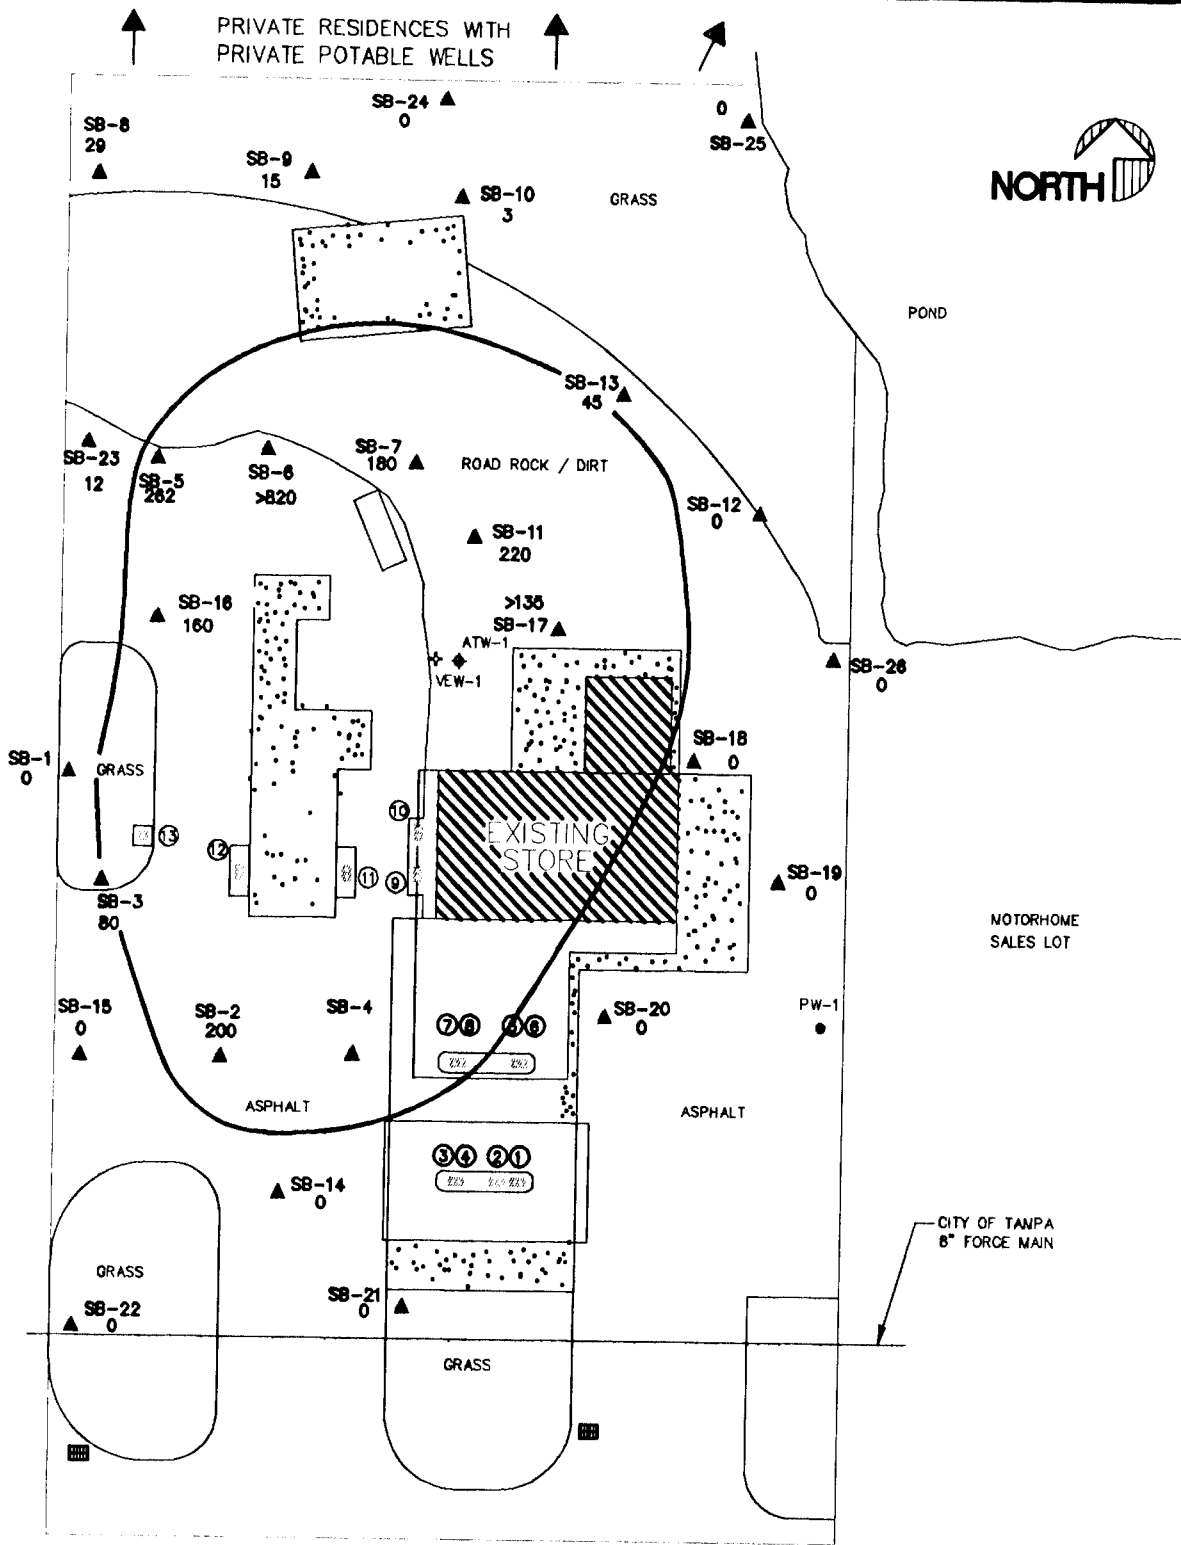 PRIVATE RESIDENCES WITH
PRIVATE POTABLE WELLS
SB-24
0
0
SB-25
SB-8
29
SB-9
15
SB-10
3
GRASS
NORTH
POND
SB-13
45
SB-23
12
SB-5
262
SB-6
>820
SB-7
180
ROAD ROCK / DIRT
SB-12
0
SB-11
220
SB-16
160
>135
SB-17
ATW-1
VEW-1
SB-26
0
SB-1
0
GRASS
SB-18
0
10
13
12
11
9
EXISTING
STORE
SB-3
80
SB-19
0
MOTORHOME
SALES LOT
SB-15
0
SB-2
200
SB-4
7 8 5 6
SB-20
0
PW-1
ASPHALT
ASPHALT
3 4 2 1
SB-14
0
CITY OF TAMPA
8" FORCE MAIN
GRASS
SB-22
0
SB-21
0
GRASS